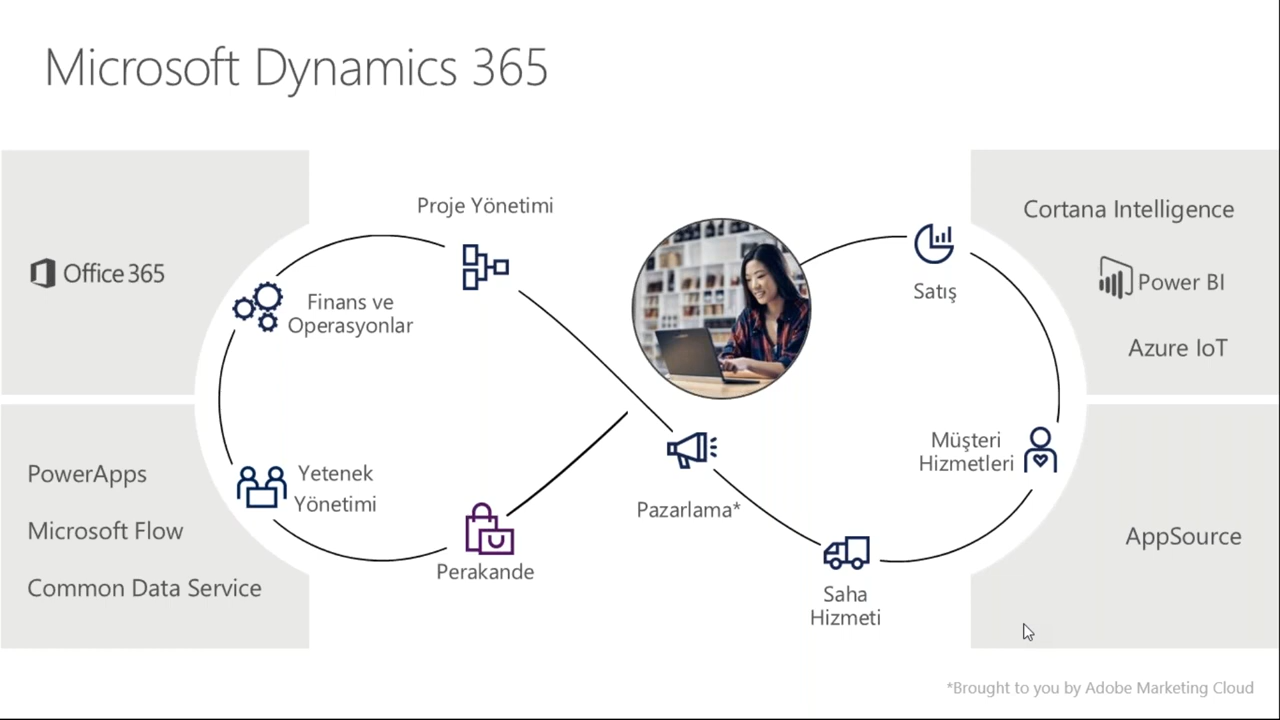 Microsoft Dynamics 365
Office 365
PowerApps
Microsoft Flow
Common Data Service
Proje Yönetimi
Finans ve
Operasyonlar
Yetenek
Yönetimi
Perakande
Pazarlama*
Satış
Müşteri
Hizmetleri
Saha
Hizmeti
Cortana Intelligence
Power BI
Azure IoT
AppSource
*Brought to you by Adobe Marketing Cloud